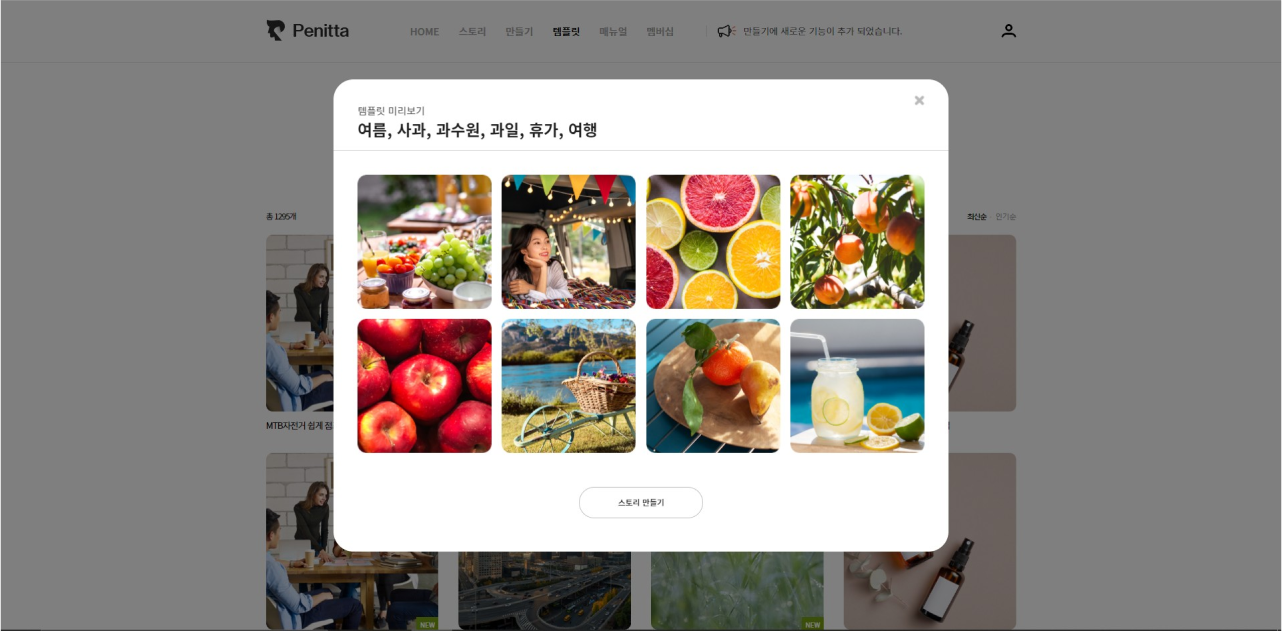 Penitta
HOME 스토리 만들기 템플릿 매뉴얼 멤버십 만들기에 새로운 기능이 추가 되었습니다.
템플릿 미리보기
여름, 사과, 과수원, 과일, 휴가, 여행
총 1295개
최신순 인기순
MTB자전거 쉽게 점
스토리 만들기
NEW
NEW